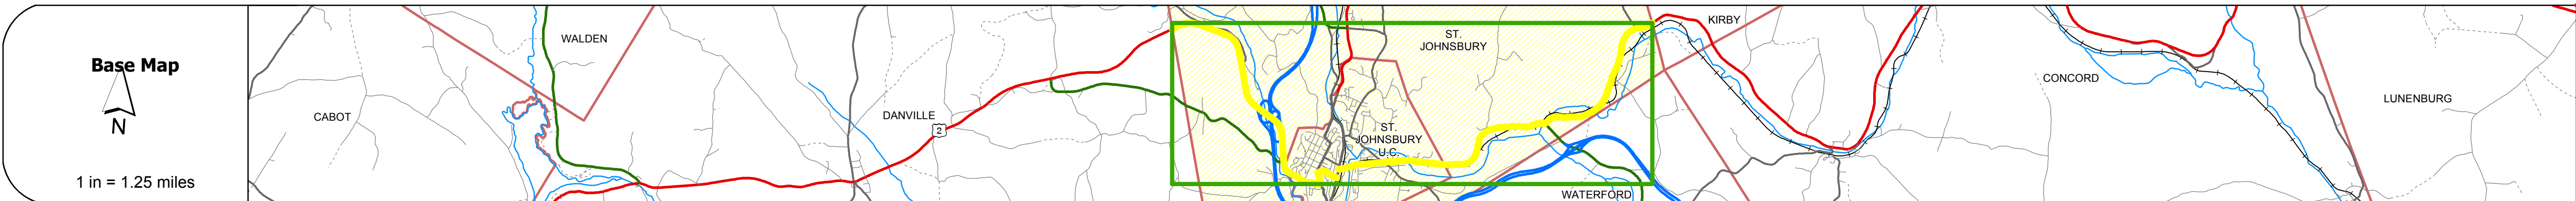 Base Map
N
1 in = 1.25 miles
CABOT
WALDEN
DANVILLE
2
ST.
JOHNSBURY
ST.
JOHNSBURY
U.C.
WATERFORD
KIRBY
CONCORD
LUNENBURG